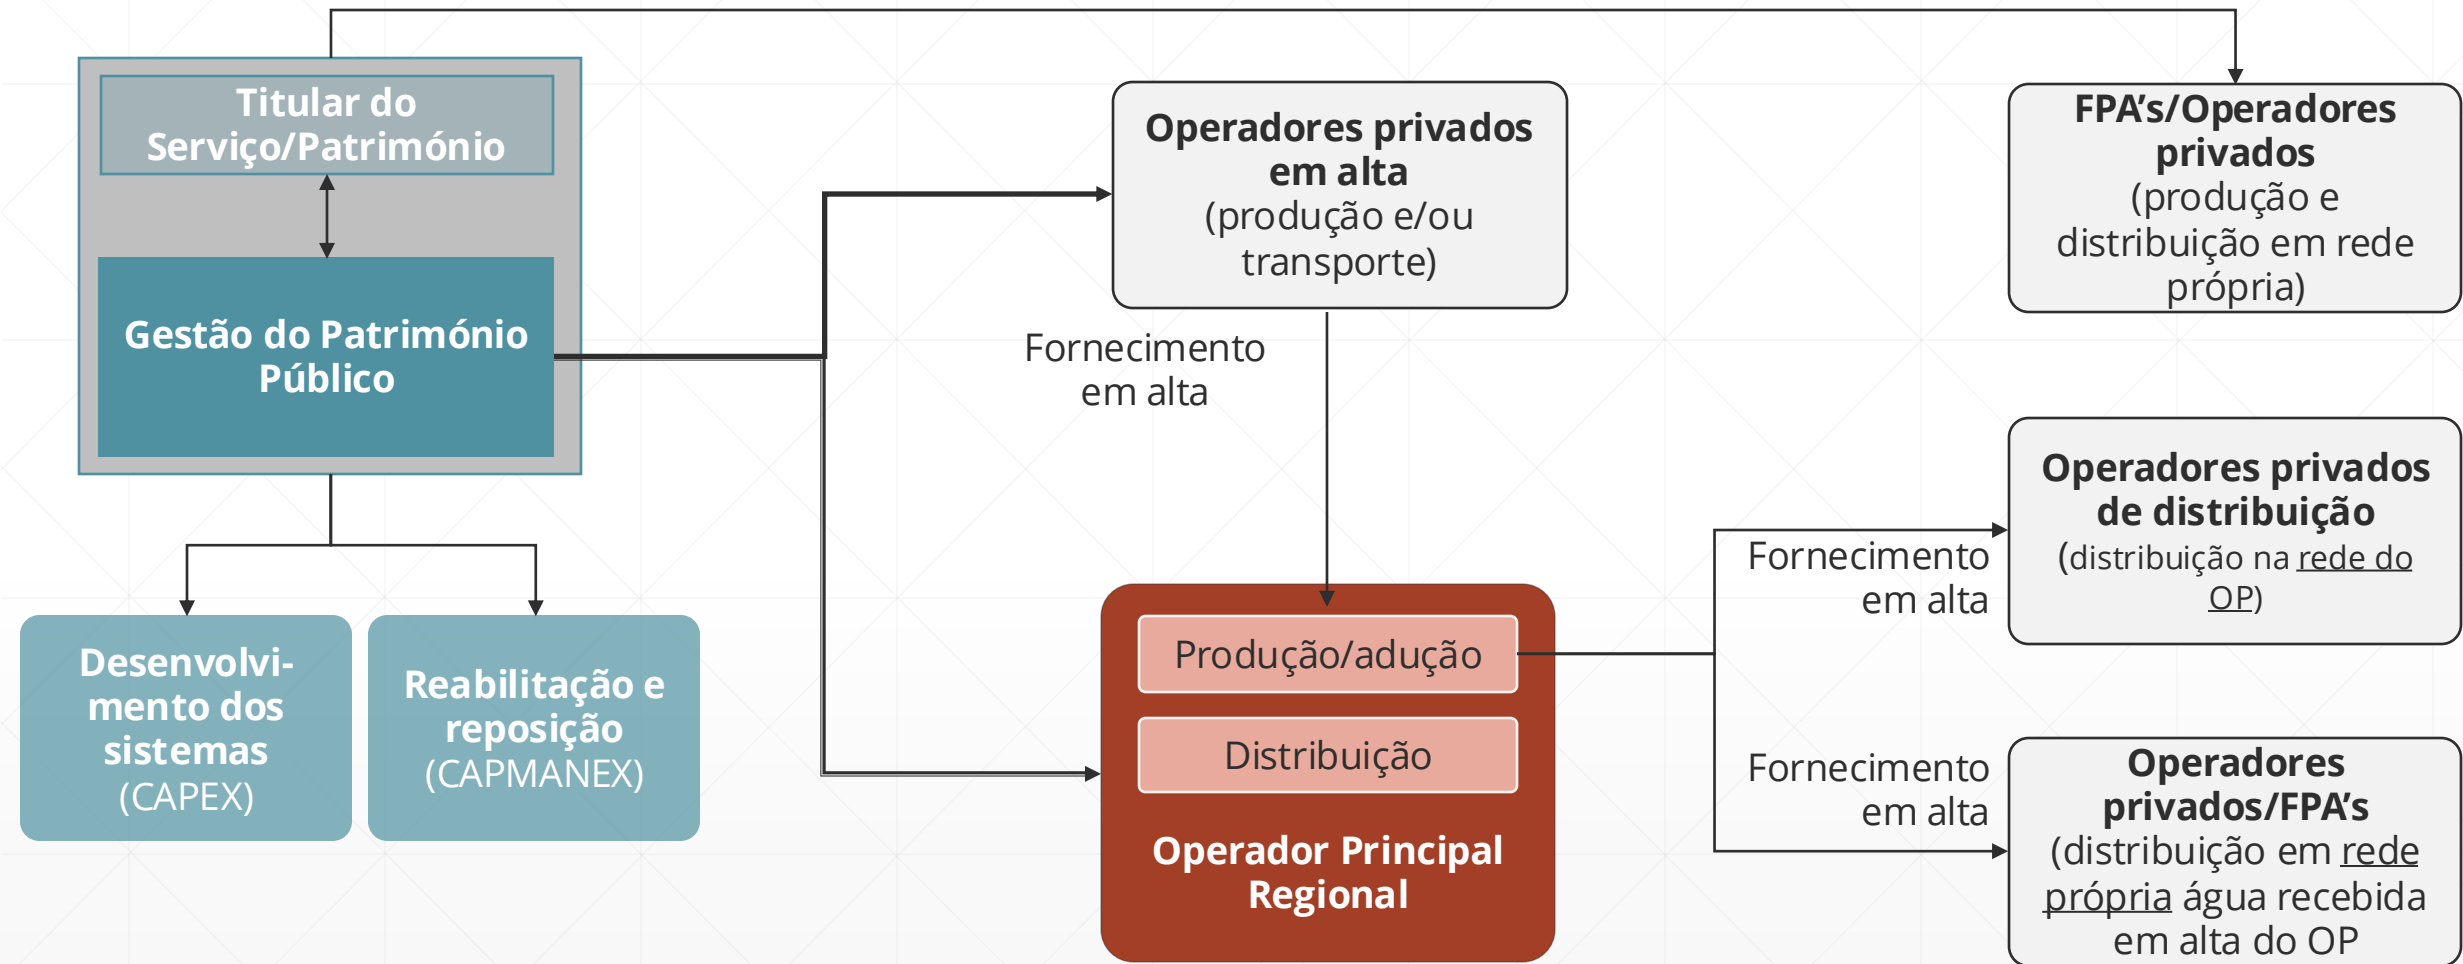 Titular do
Serviço/Património
Gestão do Património
Público
Desenvolvi-
mento dos
sistemas
(CAPEX)
Reabilitação e
reposição
(CAPMANEX)
Operadores privados
em alta
(produção e/ou
transporte)
Fornecimento
em alta
Produção/adução
Distribuição
Operador Principal
Regional
FPA’s/Operadores
privados
(produção e
distribuição em rede
própria)
Fornecimento
em alta
Operadores privados
de distribuição
(distribuição na rede do
OP)
Fornecimento
em alta
Operadores
privados/FPA’s
(distribuição em rede
própria água recebida
em alta do OP